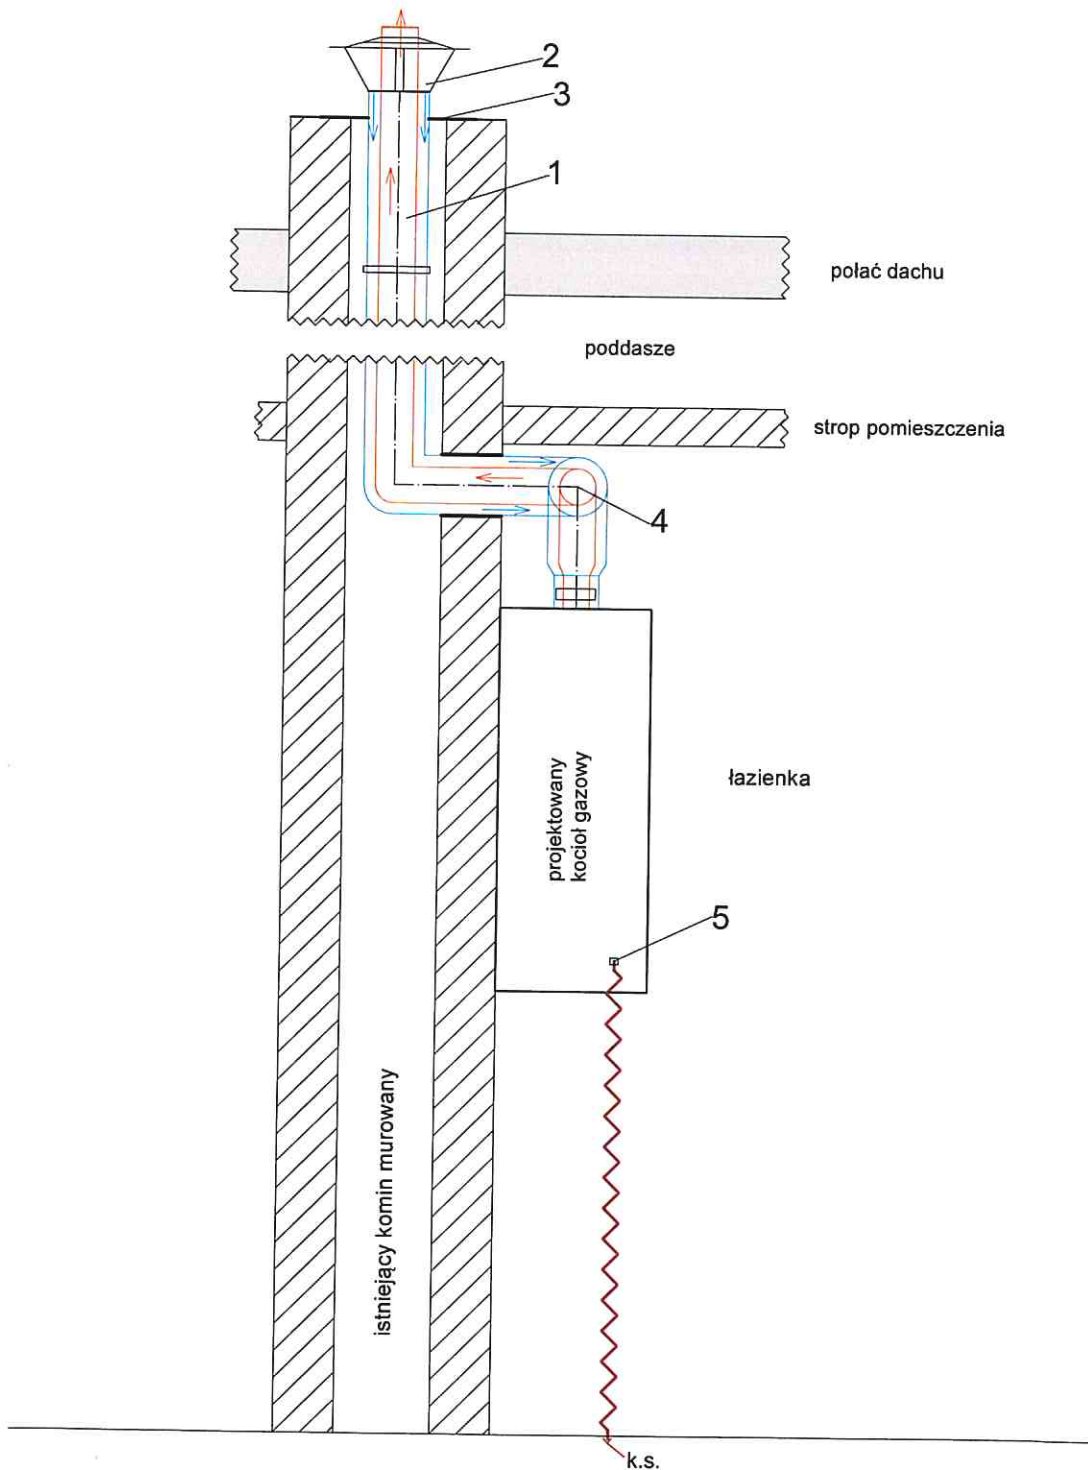 2
3
1
połać dachu
poddasze
strop pomieszczenia
4
projektowany
kocioł gazowy
łazienka
5
istniejący komin murowany
k.s.